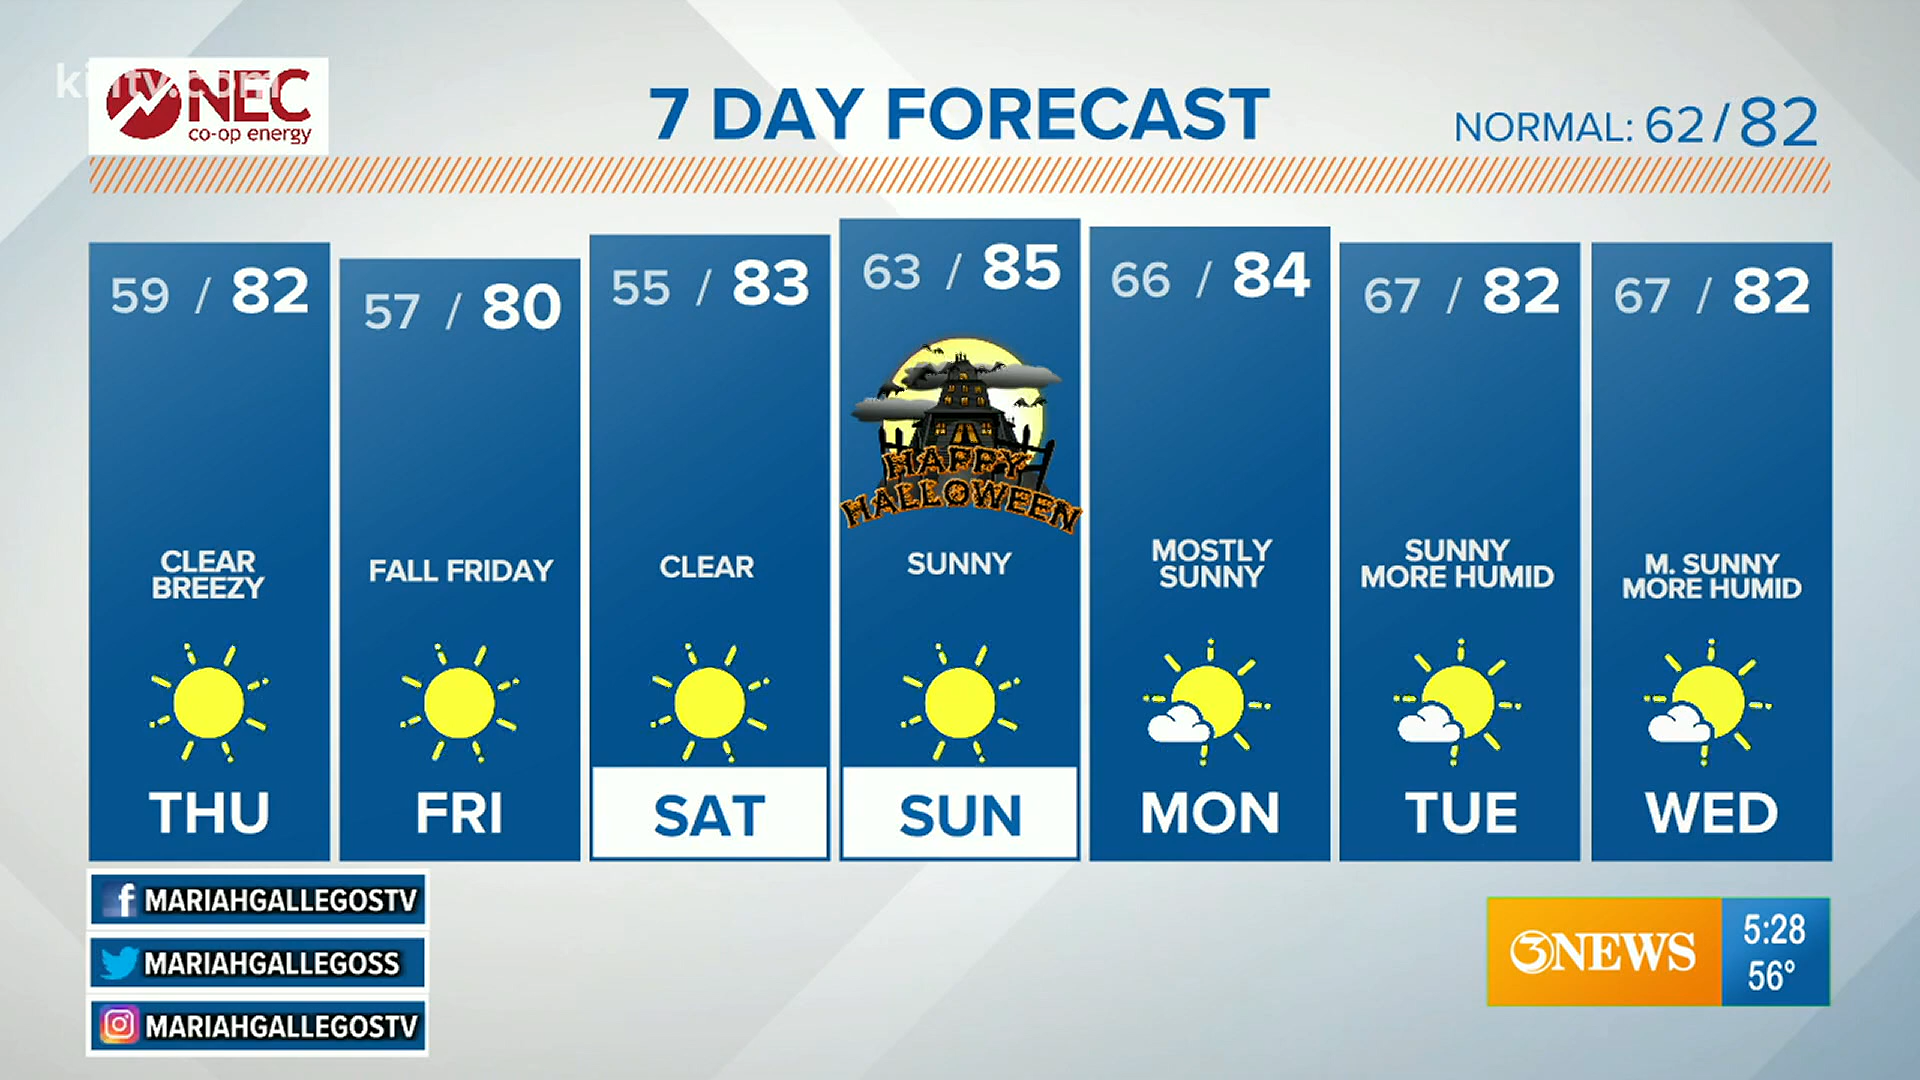 NEC
co-op energy
7 DAY FORECAST
NORMAL: 62/82
59 / 82
CLEAR
BREEZY
THU
57 / 80
FALL FRIDAY
FRI
55 / 83
CLEAR
SAT
63 / 85
HAPPY
HALLOWEEN
SUNNY
SUN
66 / 84
MOSTLY
SUNNY
MON
67 / 82
SUNNY
MORE HUMID
TUE
67 / 82
M. SUNNY
MORE HUMID
WED
f MARIAHGALLEGOSTV
MARIAHGALLEGOSS
MARIAHGALLEGOSTV
3NEWS
5:28
56°